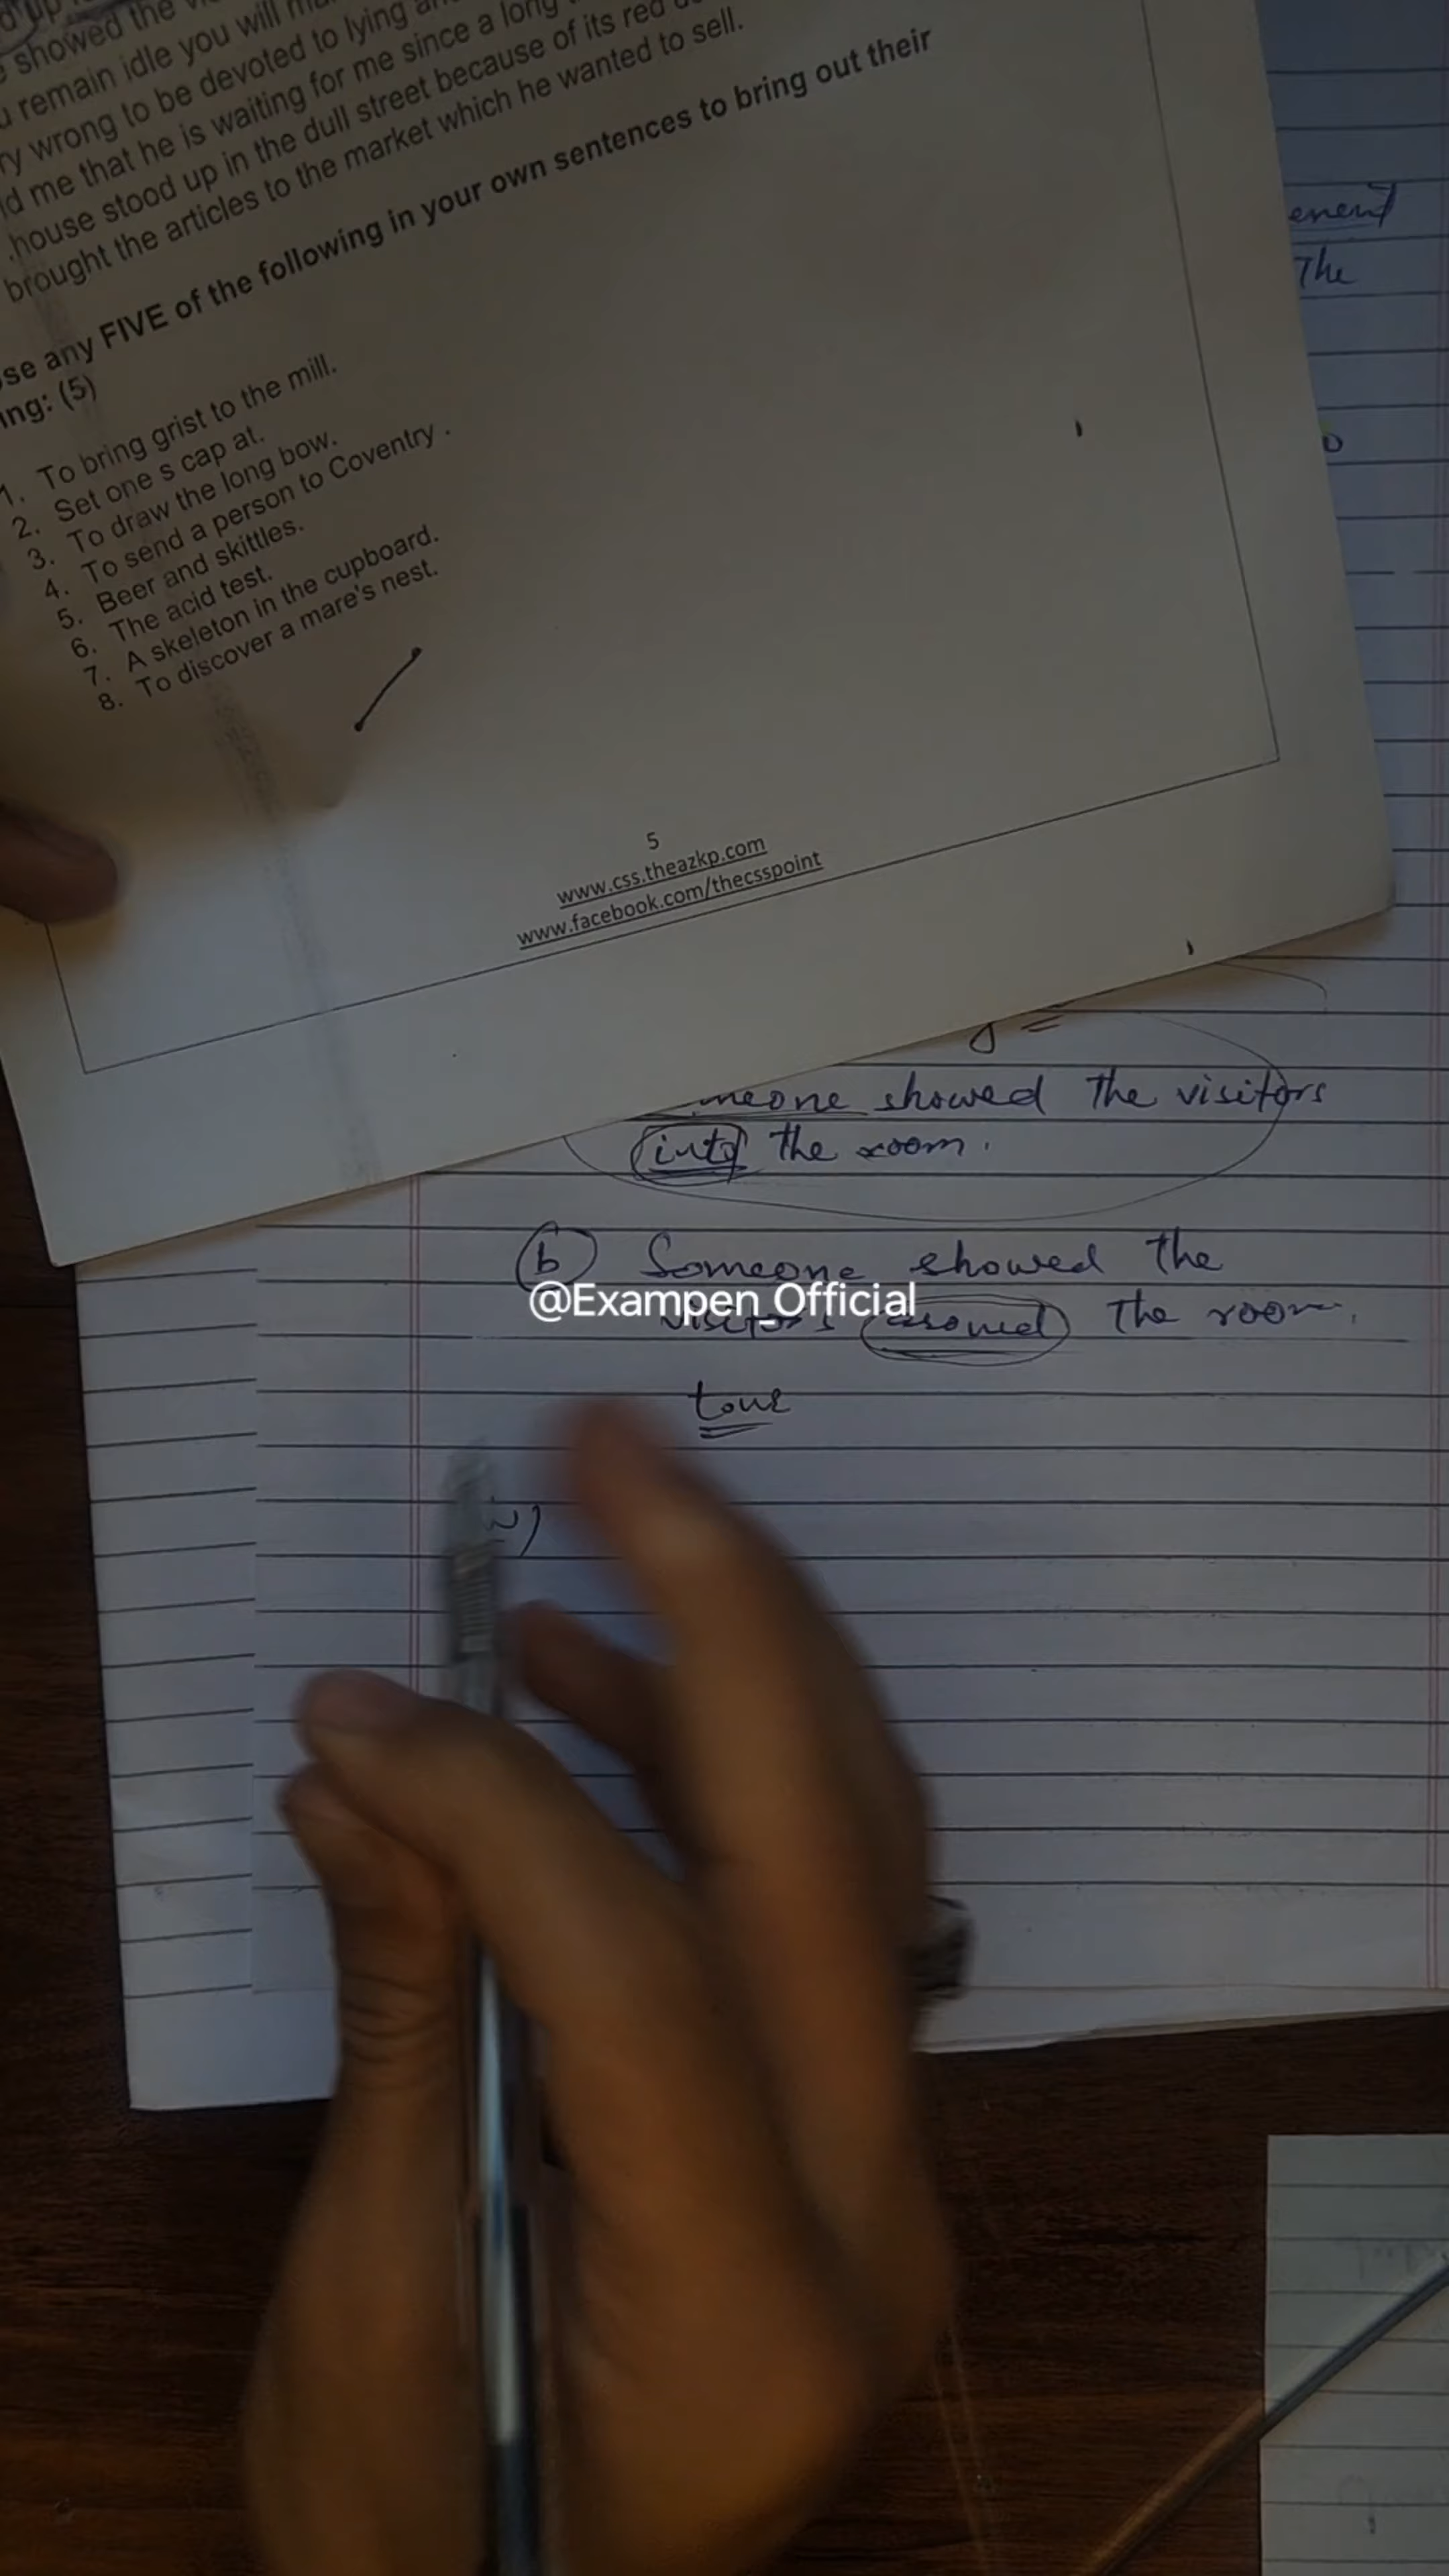 showed the
remain idle you will
wrong to be devoted to lying
me that he is waiting for me since a long
house stood up in the dull street because of its red
brought the articles to the market which he wanted to sell.
any FIVE of the following in your own sentences to bring out their
(5)
1. To bring grist to the mill.
2. Set one s cap at.
3. To draw the long bow.
4. To send a person to Coventry .
5. Beer and skittles.
6. The acid test.
7. A skeleton in the cupboard.
8. To discover a mare's nest.
5
www.css.theazkp.com
www.facebook.com/thecsspoint
The
showed the visitors
into the room.
(b) Someone showed the
@Exampen_Official
visitors around the room.
tour